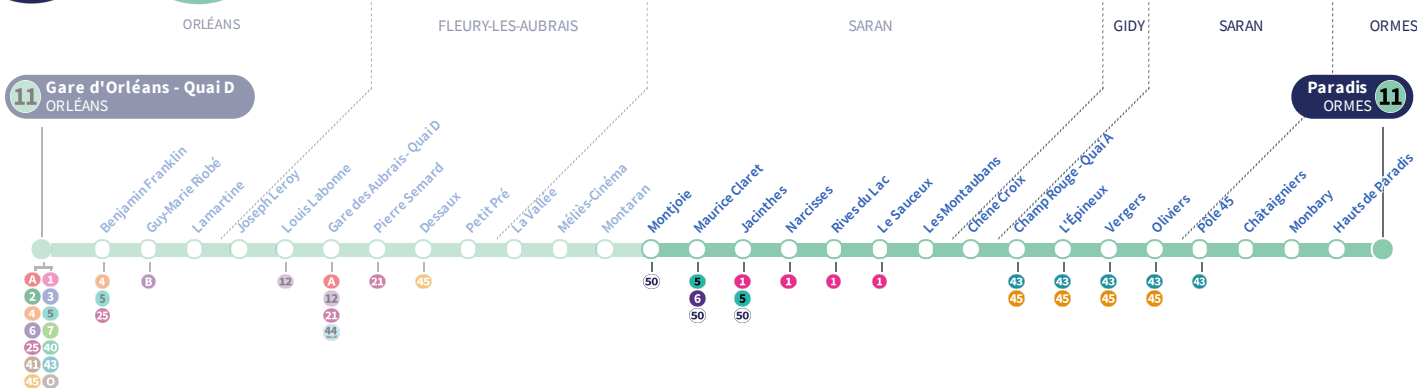 ORLÉANS
FLEURY-LES-AUBRAIS
SARAN
GIDY
SARAN
ORMES
11 Gare d'Orléans - Quai D
ORLÉANS
Paradis 11
ORMES
Benjamin Franklin
Guy-Marie Riobé
Lamartine
Joseph Leroy
Louis Labonne
Gare des Aubrais - Quai D
Pierre Semard
Dessaux
Petit Pré
La Vallée
Méliès-Cinéma
Montaran
Montjoie
Maurice Claret
Jacinthes
Narcisses
Rives du Lac
Le Sauceux
Les Montaubans
Chêne Croix
Champ Rouge - Quai A
L'Épineux
Vergers
Oliviers
Pôle 45
Châtaigniers
Monbary
Hauts de Paradis
A 1
2 3
4 5
6 7
25 40
41 43
45 O
4
5
25
B
12
A
12
21
44
21
45
50
5
6
50
1
5
50
1
1
1
43
45
43
45
43
45
43
45
43